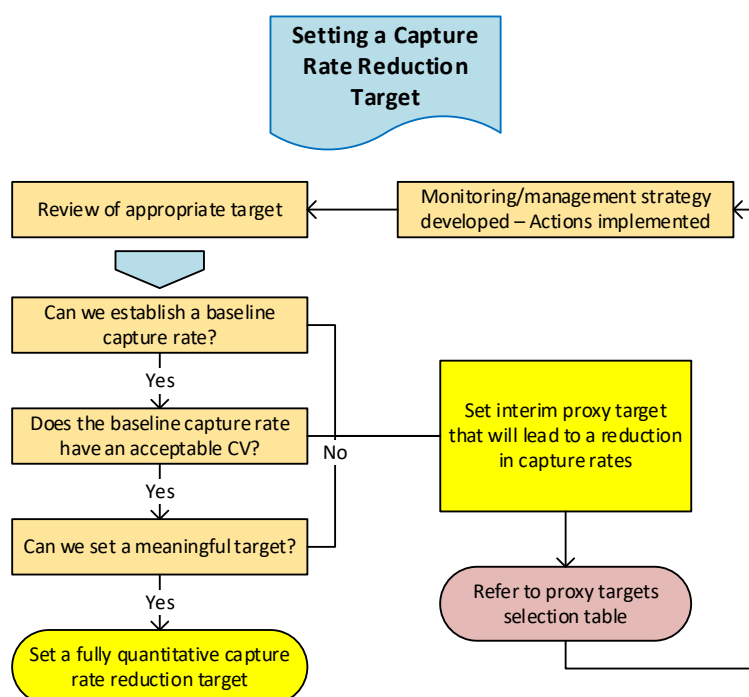 Setting a Capture
Rate Reduction
Target
Review of appropriate target
Monitoring/management strategy
developed – Actions implemented
Can we establish a baseline
capture rate?
Yes
Does the baseline capture rate
have an acceptable CV?
No
Set interim proxy target
that will lead to a reduction
in capture rates
Yes
Can we set a meaningful target?
Yes
Refer to proxy targets
selection table
Set a fully quantitative capture
rate reduction target